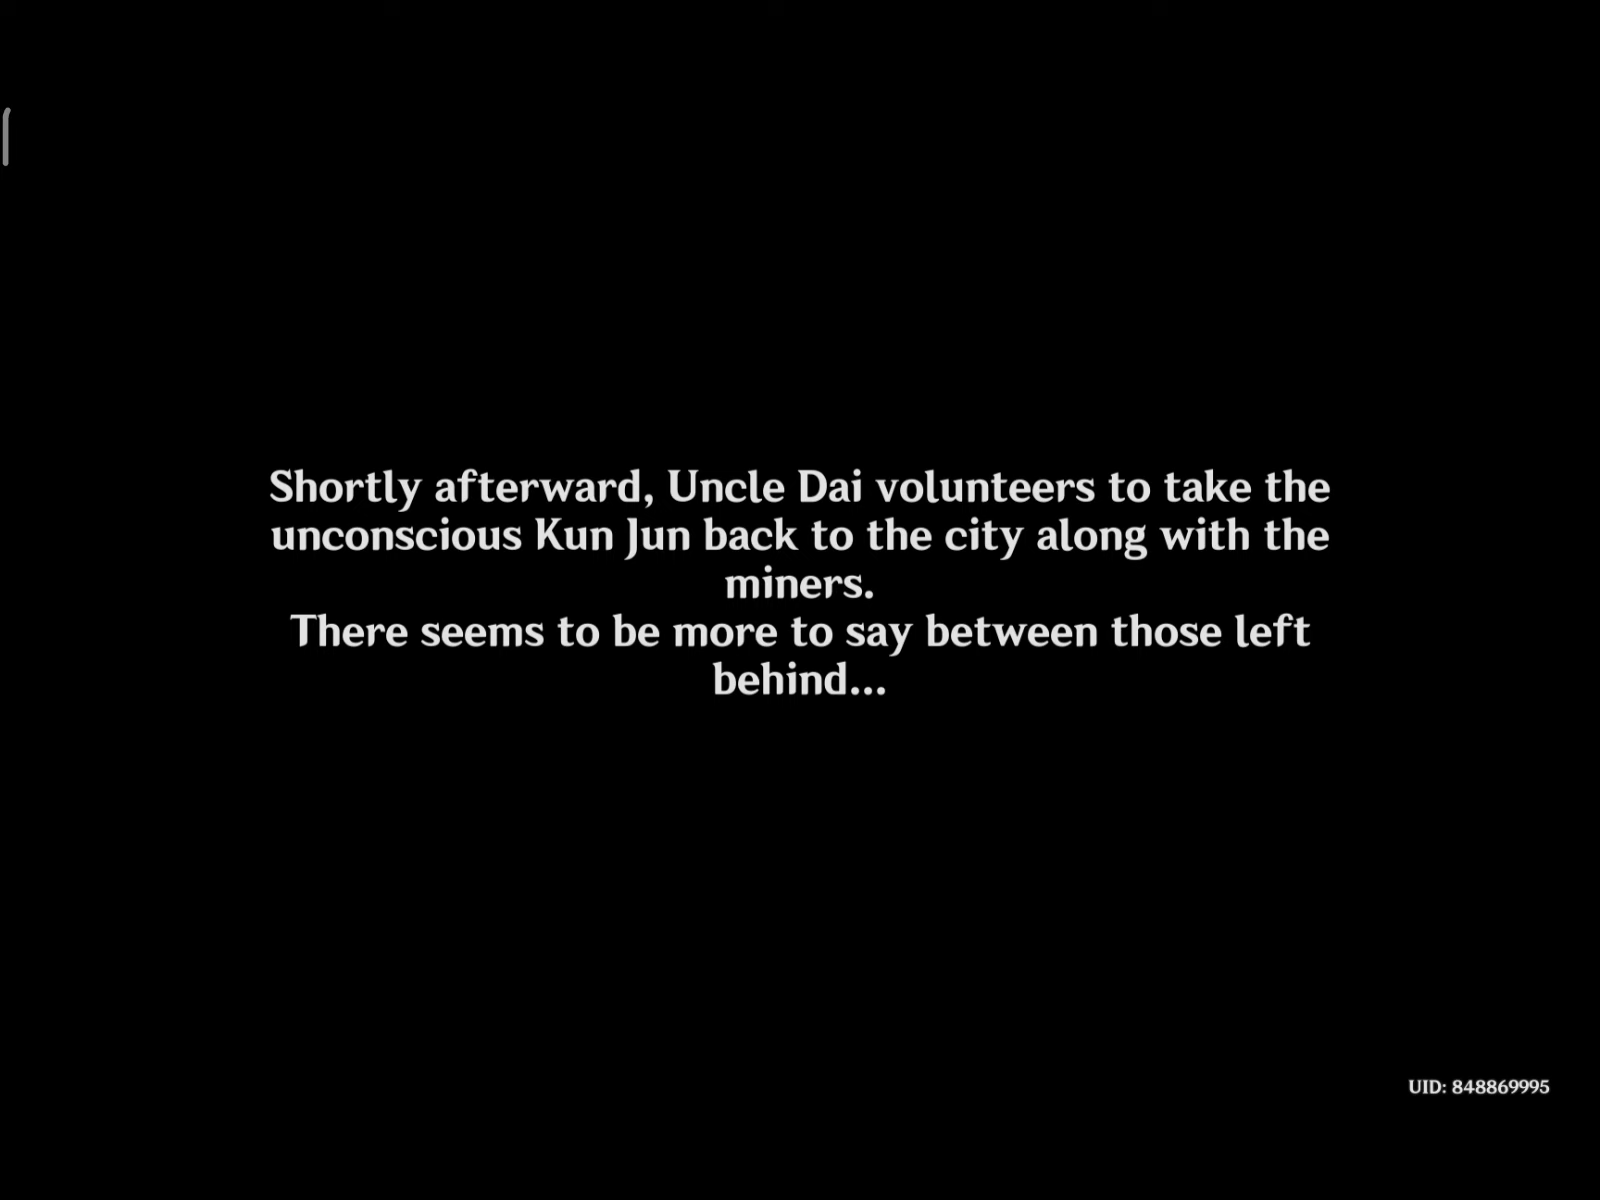 Shortly afterward, Uncle Dai volunteers to take the
unconscious Kun Jun back to the city along with the
miners.
There seems to be more to say between those left
behind...
UID: 848869995